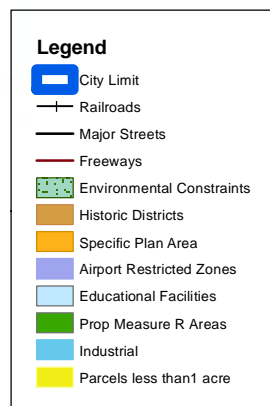 Legend
City Limit
Railroads
Major Streets
Freeways
Environmental Constraints
Historic Districts
Specific Plan Area
Airport Restricted Zones
Educational Facilities
Prop Measure R Areas
Industrial
Parcels less than1 acre